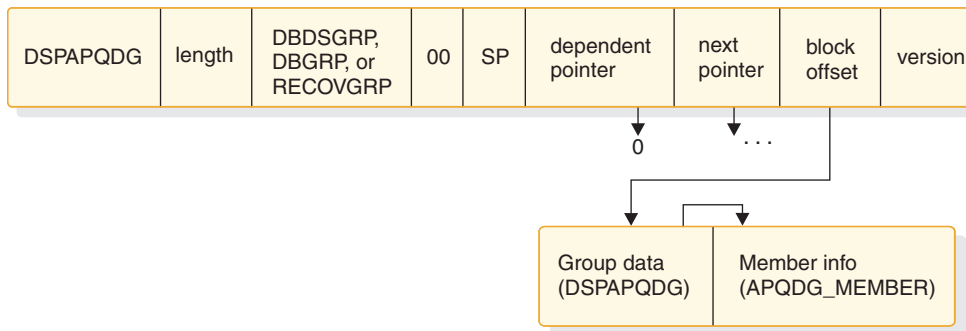 DSPAPQDG
length
DBDSGRP,
DBGRP, or
RECOVGRP
00
SP
dependent
pointer
next
pointer
block
offset
version
0
. . .
Group data
(DSPAPQDG)
Member info
(APQDG_MEMBER)